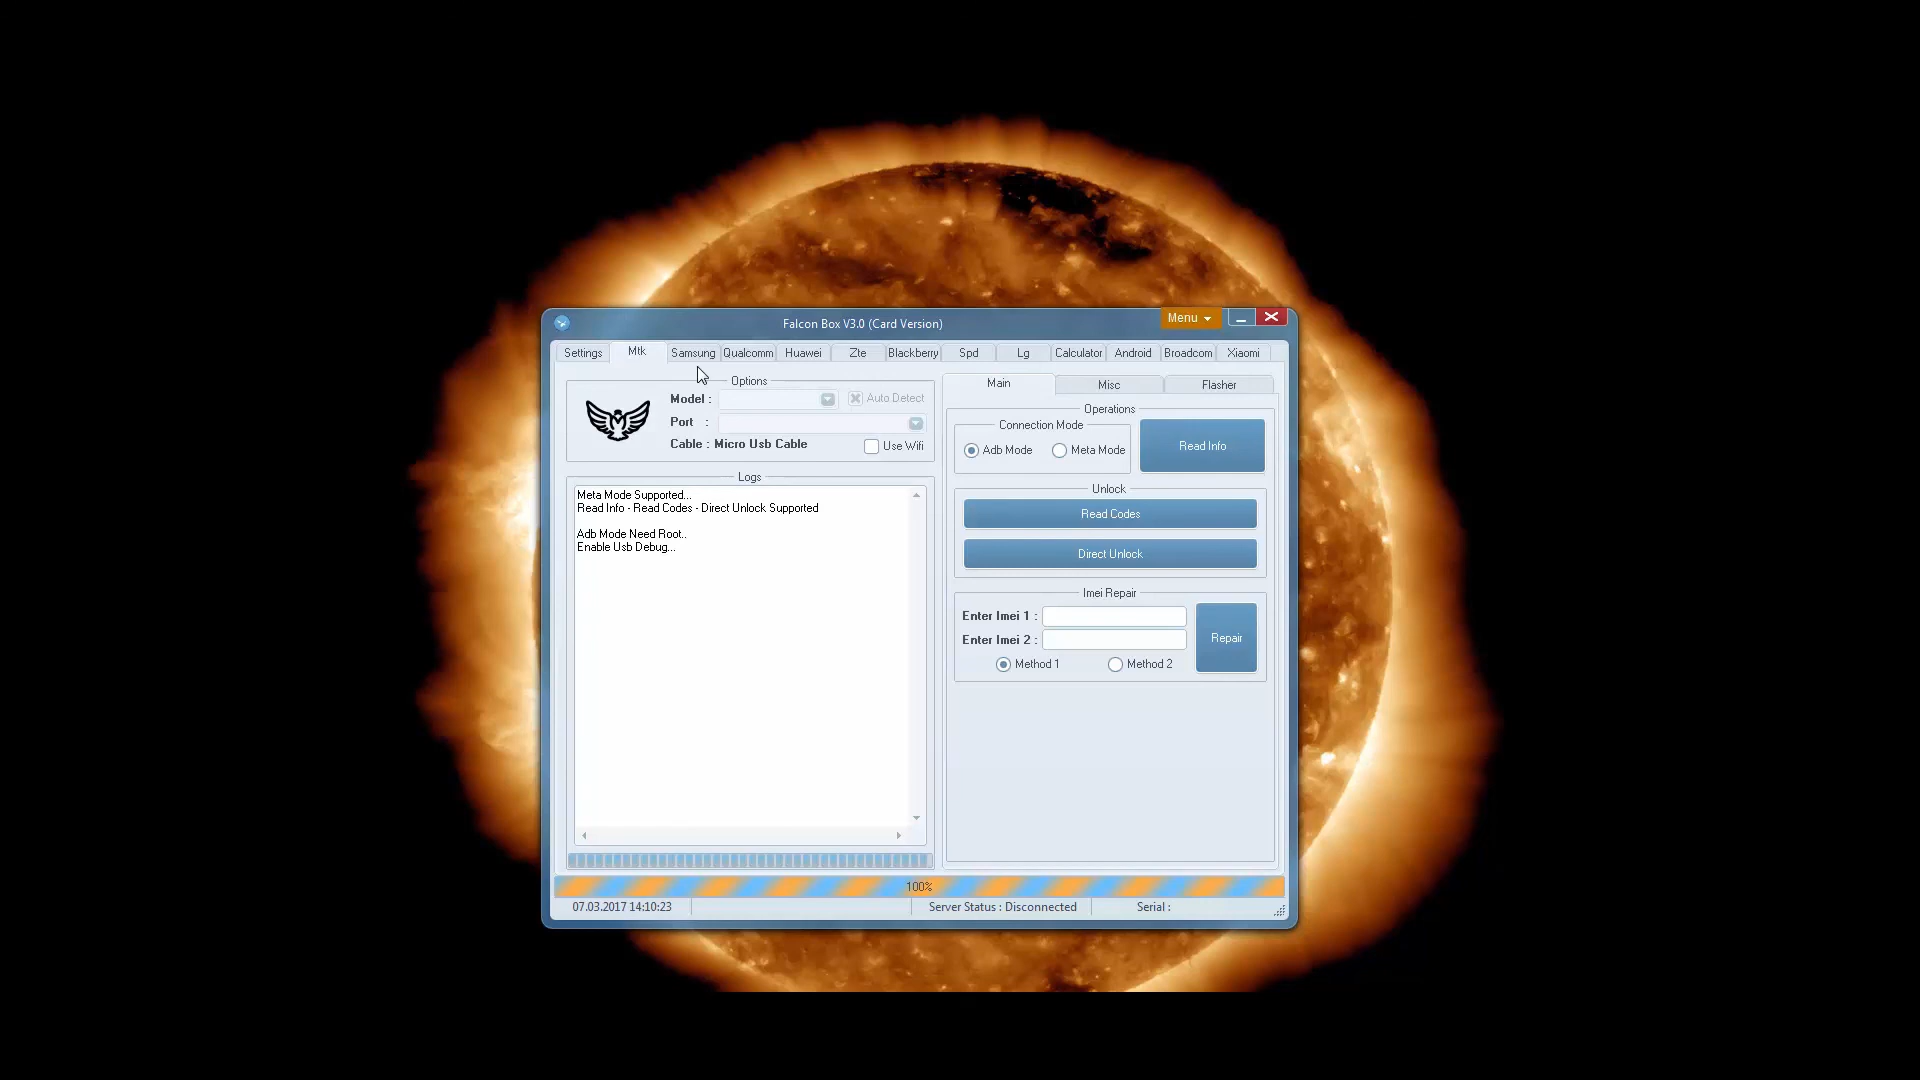 Falcon Box V3.0 (Card Version)
Menu
Settings
Mtk
Samsung
Qualcomm
Huawei
Zte
Blackberry
Spd
Lg
Calculator
Android
Broadcom
Xiaomi
Options
Model :
Auto Detect
Port :
Cable : Micro Usb Cable
Use Wifi
Logs
Meta Mode Supported...
Read Info - Read Codes - Direct Unlock Supported
Adb Mode Need Root..
Enable Usb Debug...
Main
Misc
Flasher
Operations
Connection Mode
Adb Mode
Meta Mode
Read Info
Unlock
Read Codes
Direct Unlock
Imei Repair
Enter Imei 1 :
Enter Imei 2 :
Method 1
Method 2
Repair
100%
07.03.2017 14:10:23
Server Status : Disconnected
Serial :